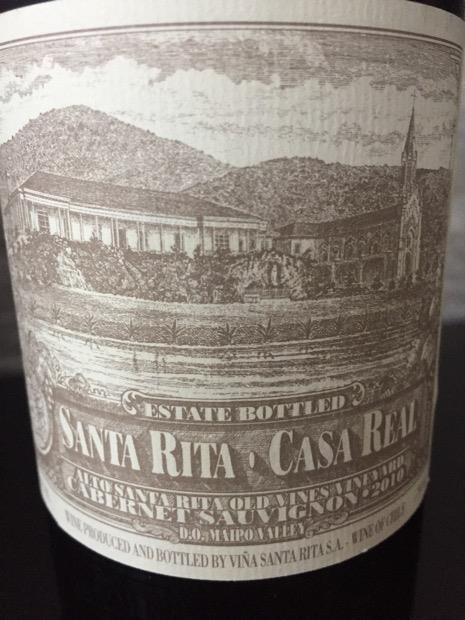 ESTATE BOTTLED
SANTA RITA · CASA REAL
ALTO SANTA RITA OLD VINES VINEYARD
CABERNET SAUVIGNON · 2010
D.O. MAIPO VALLEY
WINE PRODUCED AND BOTTLED BY VIÑA SANTA RITA S.A. - WINE OF CHILE